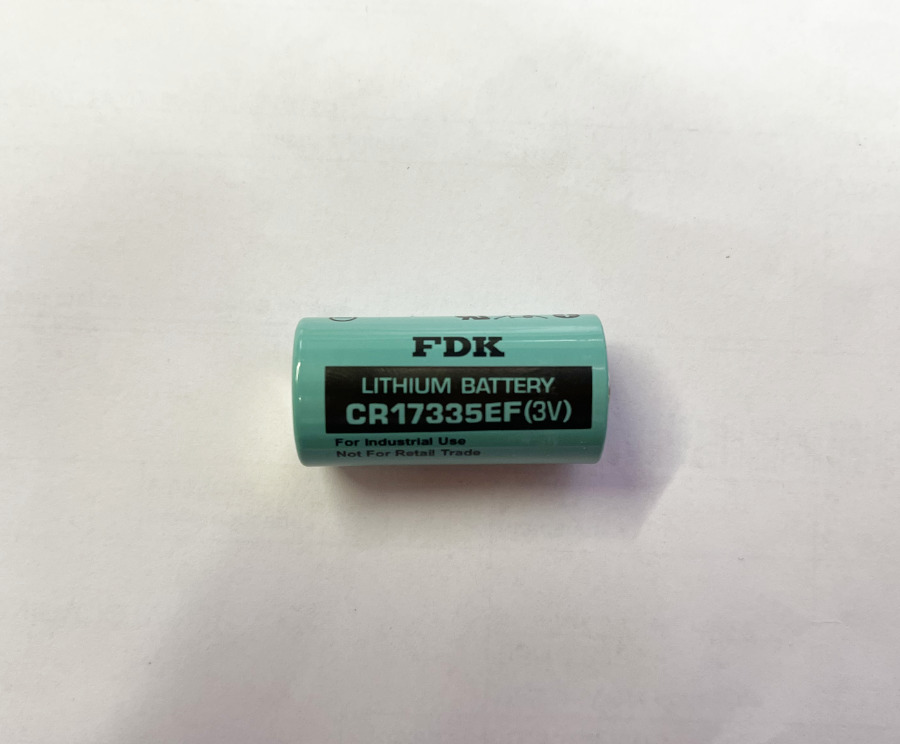 FDK
LITHIUM BATTERY
CR17335EF(3V)
For Industrial Use
Not For Retail Trade